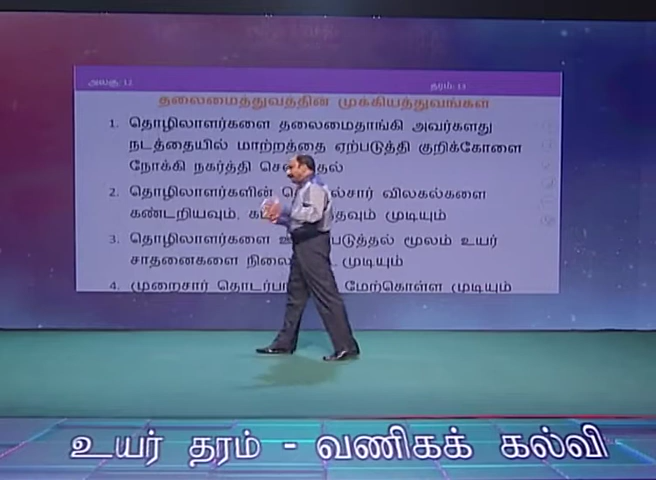 அலகு: 12
தரம்: 13
தலைமைத்துவத்தின் முக்கியத்துவங்கள்
1. தொழிலாளர்களை தலைமைதாங்கி அவர்களது
நடத்தையில் மாற்றத்தை ஏற்படுத்தி குறிக்கோளை
நோக்கி நகர்த்தி
2. தொழிலாளர்களின் விலகல்களை
கண்டறியவும், முடியும்
3. தொழிலாளர்களை மூலம் உயர்
சாதனைகளை முடியும்
4. முறைசார் மேற்கொள்ள முடியும்
உயர் தரம் - வணிகக் கல்வி